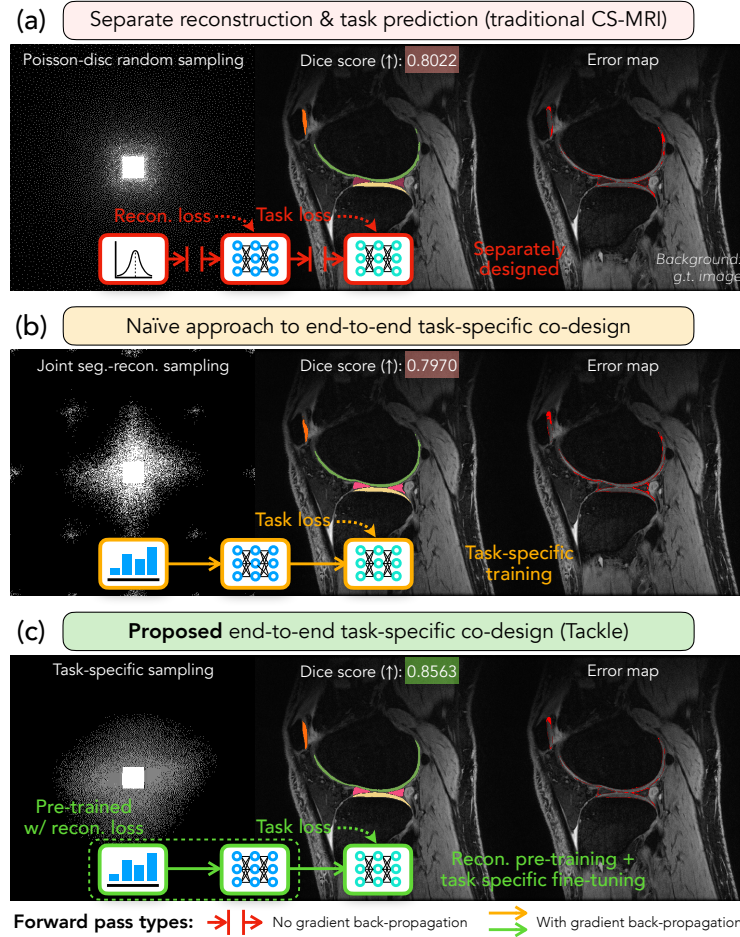 (a) Separate reconstruction & task prediction (traditional CS-MRI)
Poisson-disc random sampling
Dice score (↑): 0.8022
Error map
Recon. loss
Task loss
Separately
designed
Background:
g.t. image
(b) Naïve approach to end-to-end task-specific co-design
Joint seg.-recon. sampling
Dice score (↑): 0.7970
Error map
Task loss
Task-specific
training
(c) Proposed end-to-end task-specific co-design (Tackle)
Task-specific sampling
Dice score (↑): 0.8563
Error map
Pre-trained
w/ recon. loss
Task loss
Recon. pre-training +
task specific fine-tuning
Forward pass types: No gradient back-propagation With gradient back-propagation